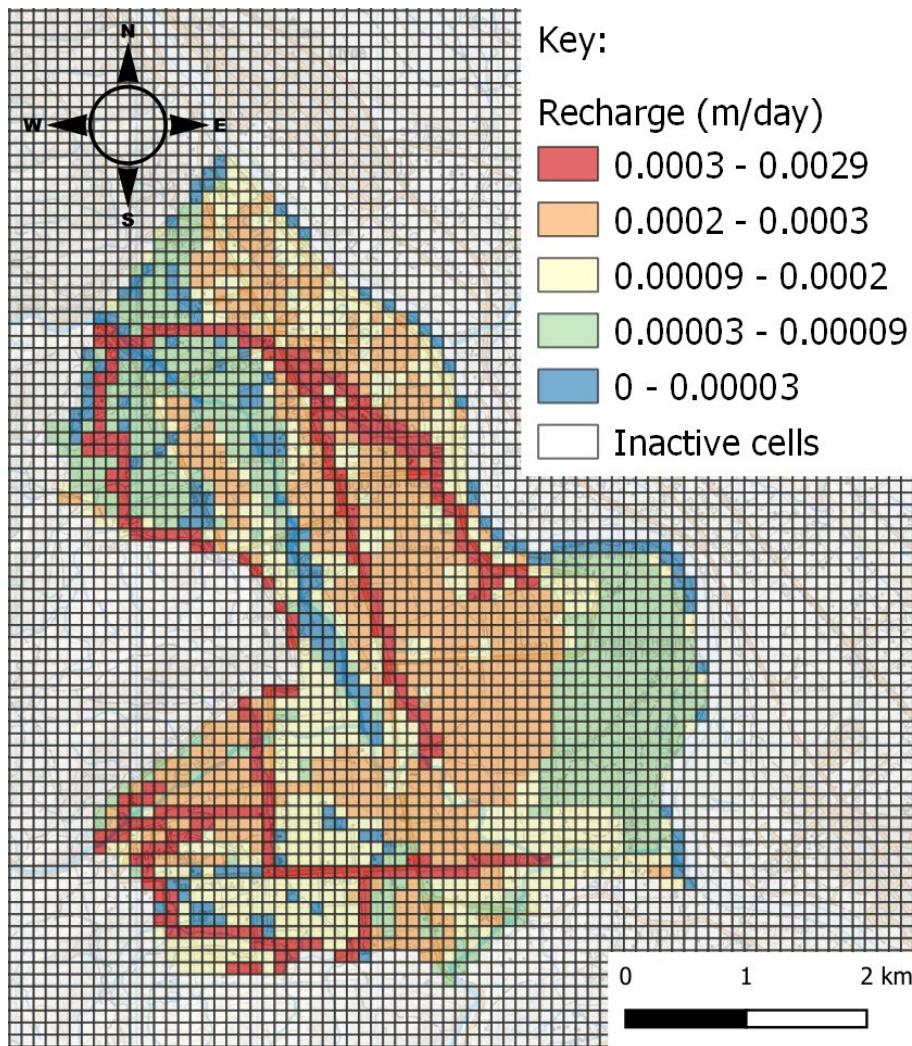 N
W E
S
Key:
Recharge (m/day)
0.0003 - 0.0029
0.0002 - 0.0003
0.00009 - 0.0002
0.00003 - 0.00009
0 - 0.00003
Inactive cells
0 1 2 km